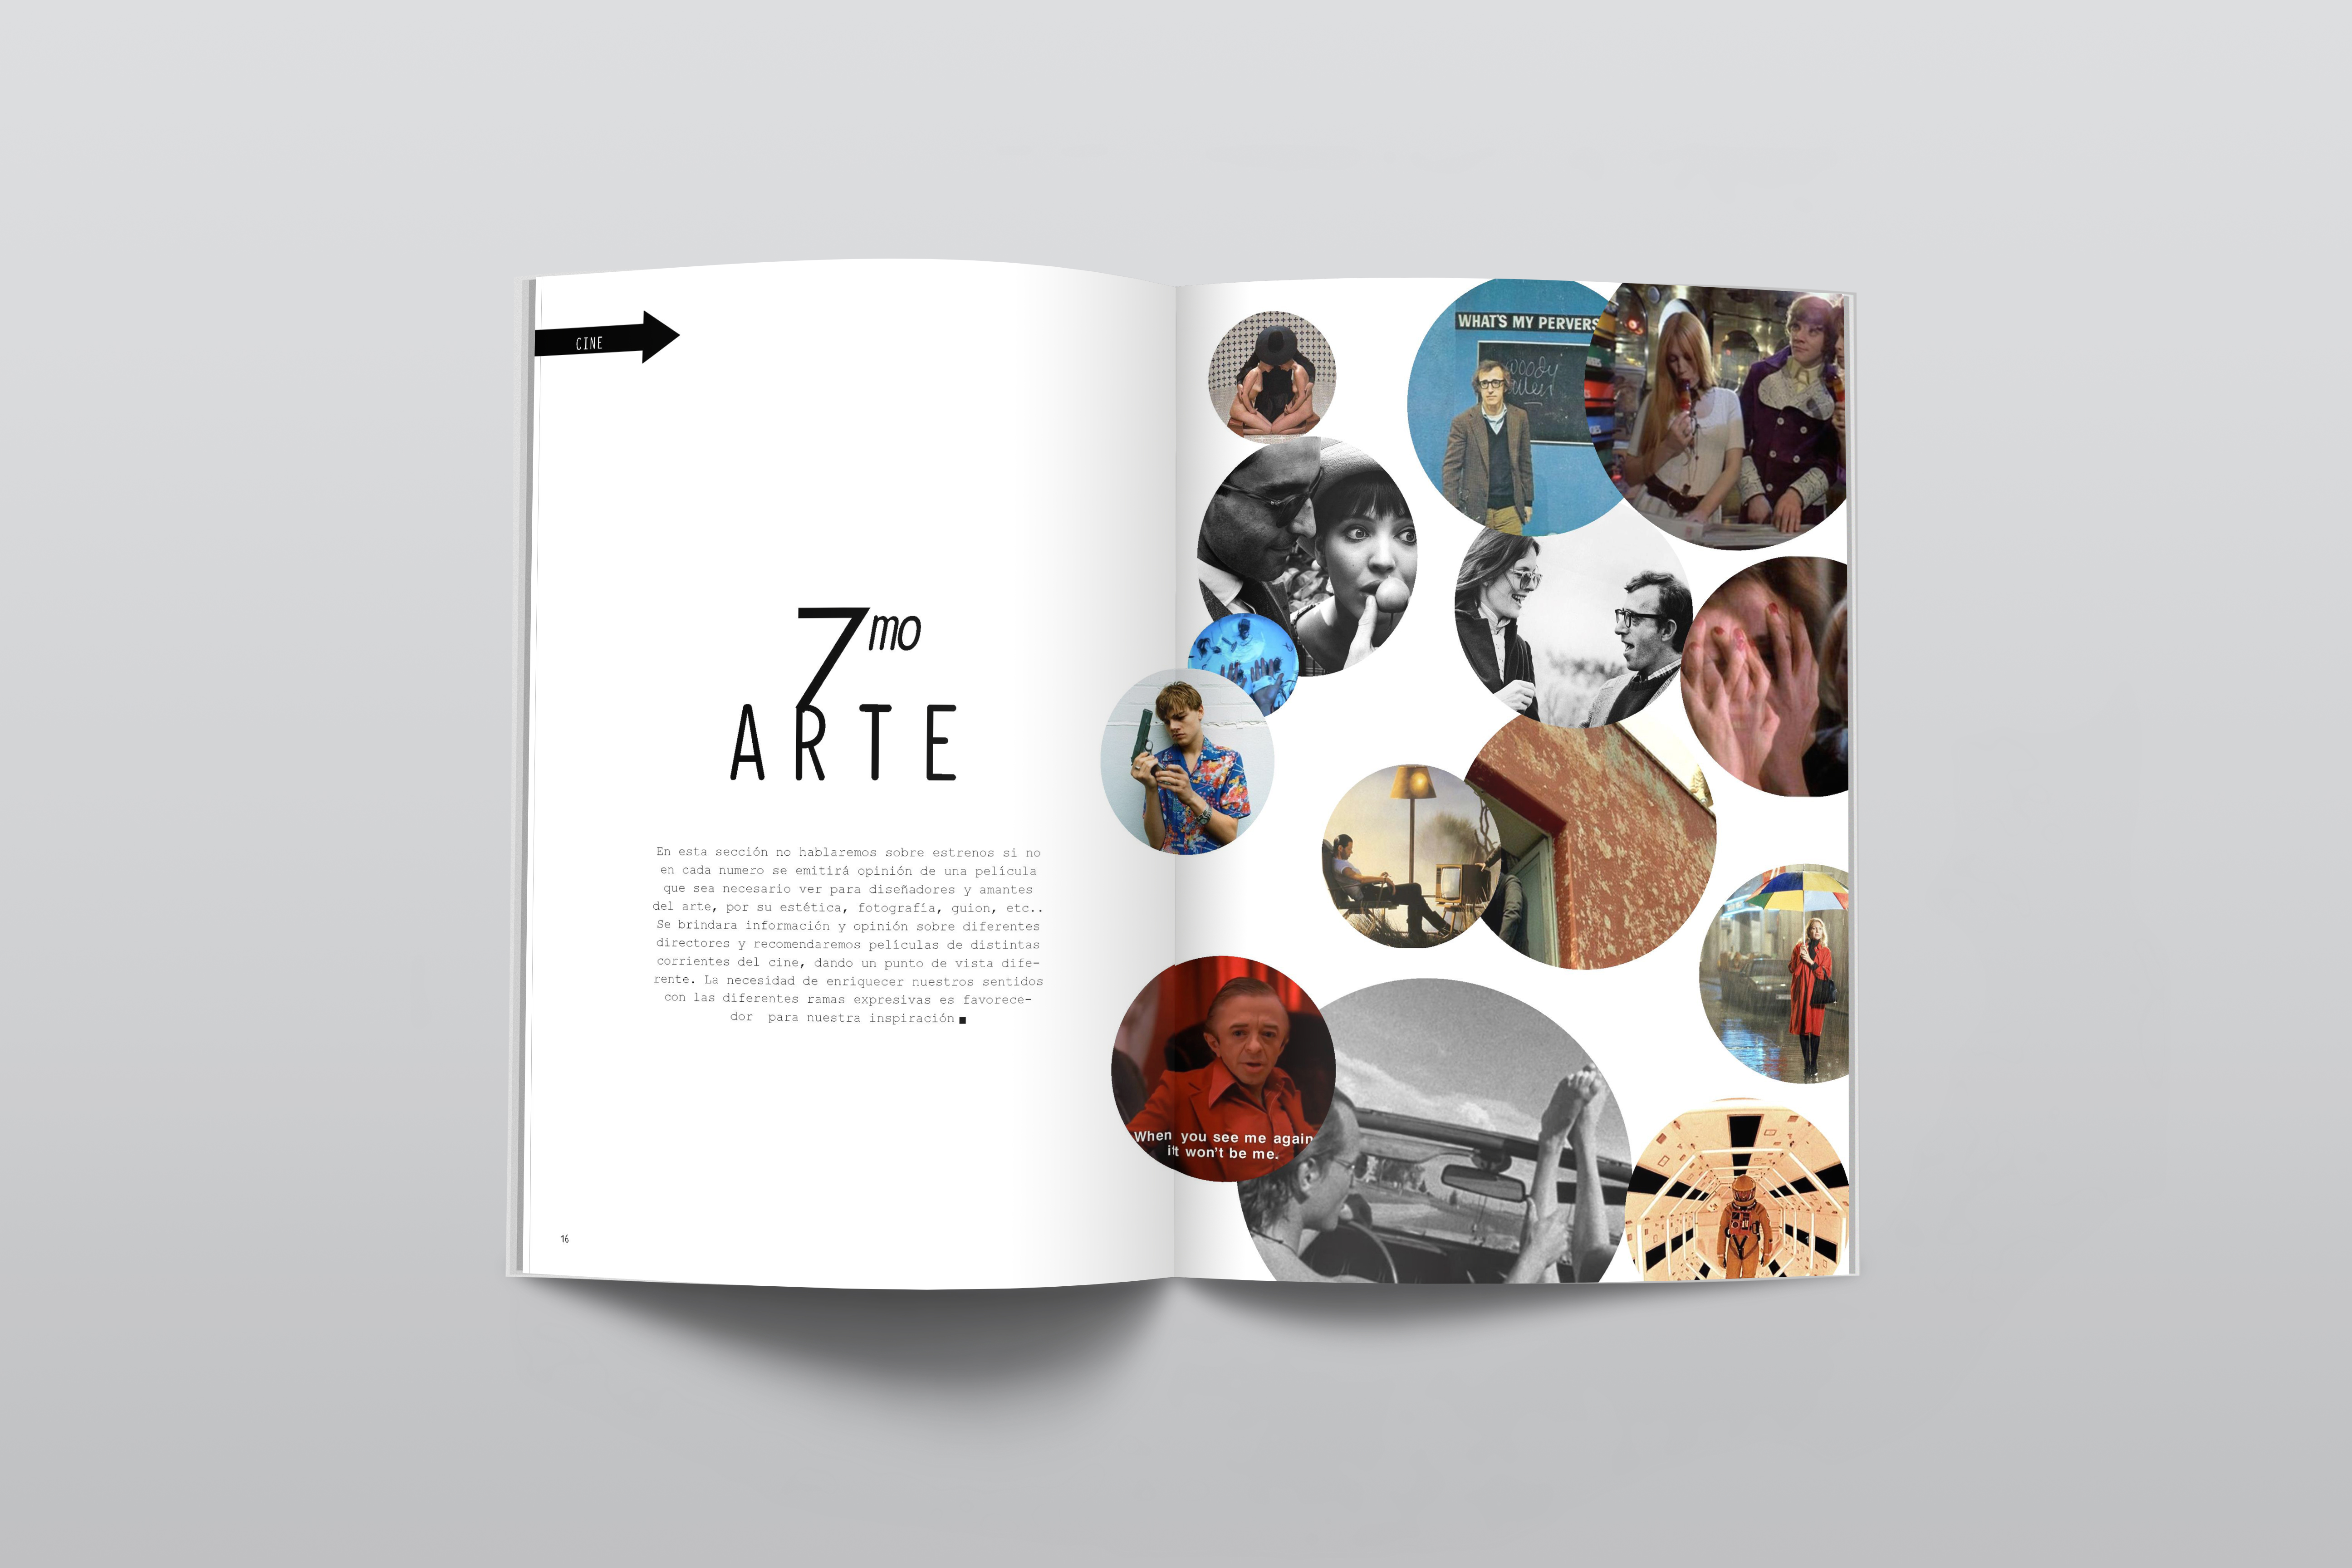 CINE
7mo
ARTE
En esta sección no hablaremos sobre estrenos si no
en cada numero se emitirá opinión de una película
que sea necesario ver para diseñadores y amantes
del arte, por su estética, fotografía, guion, etc..
Se brindara información y opinión sobre diferentes
directores y recomendaremos películas de distintas
corrientes del cine, dando un punto de vista dife-
rente. La necesidad de enriquecer nuestros sentidos
con las diferentes ramas expresivas es favorece-
dor para nuestra inspiración
16
WHAT'S MY PERVERS
woody
allen
When you see me again
it won't be me.